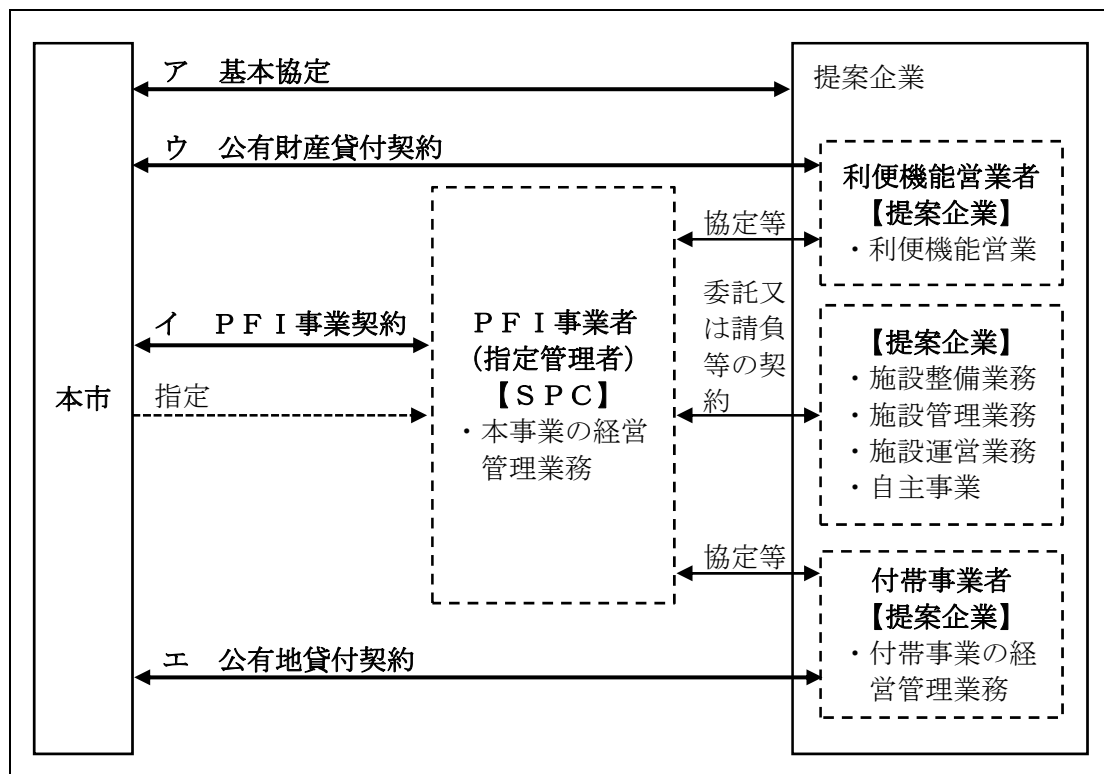 ア 基本協定
提案企業
ウ 公有財産貸付契約
利便機能営業者
【提案企業】
・利便機能営業
協定等
イ ＰＦＩ事業契約
指定
本市
ＰＦＩ事業者
(指定管理者)
【ＳＰＣ】
・本事業の経営
管理業務
委託又
は請負
等の契
約
【提案企業】
・施設整備業務
・施設管理業務
・施設運営業務
・自主事業
協定等
付帯事業者
【提案企業】
・付帯事業の経
営管理業務
エ 公有地貸付契約